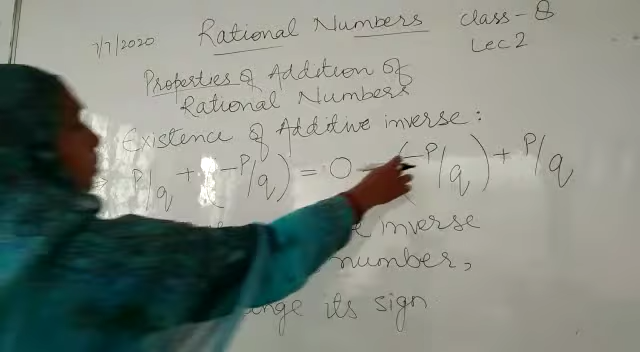 7/7/2020 Rational Numbers class-8
Lec 2
Properties of Addition of
Rational Numbers
Existence of Additive inverse:
P/q + (-P/q) = 0 = (-P/q) + P/q
inverse
number,
its sign